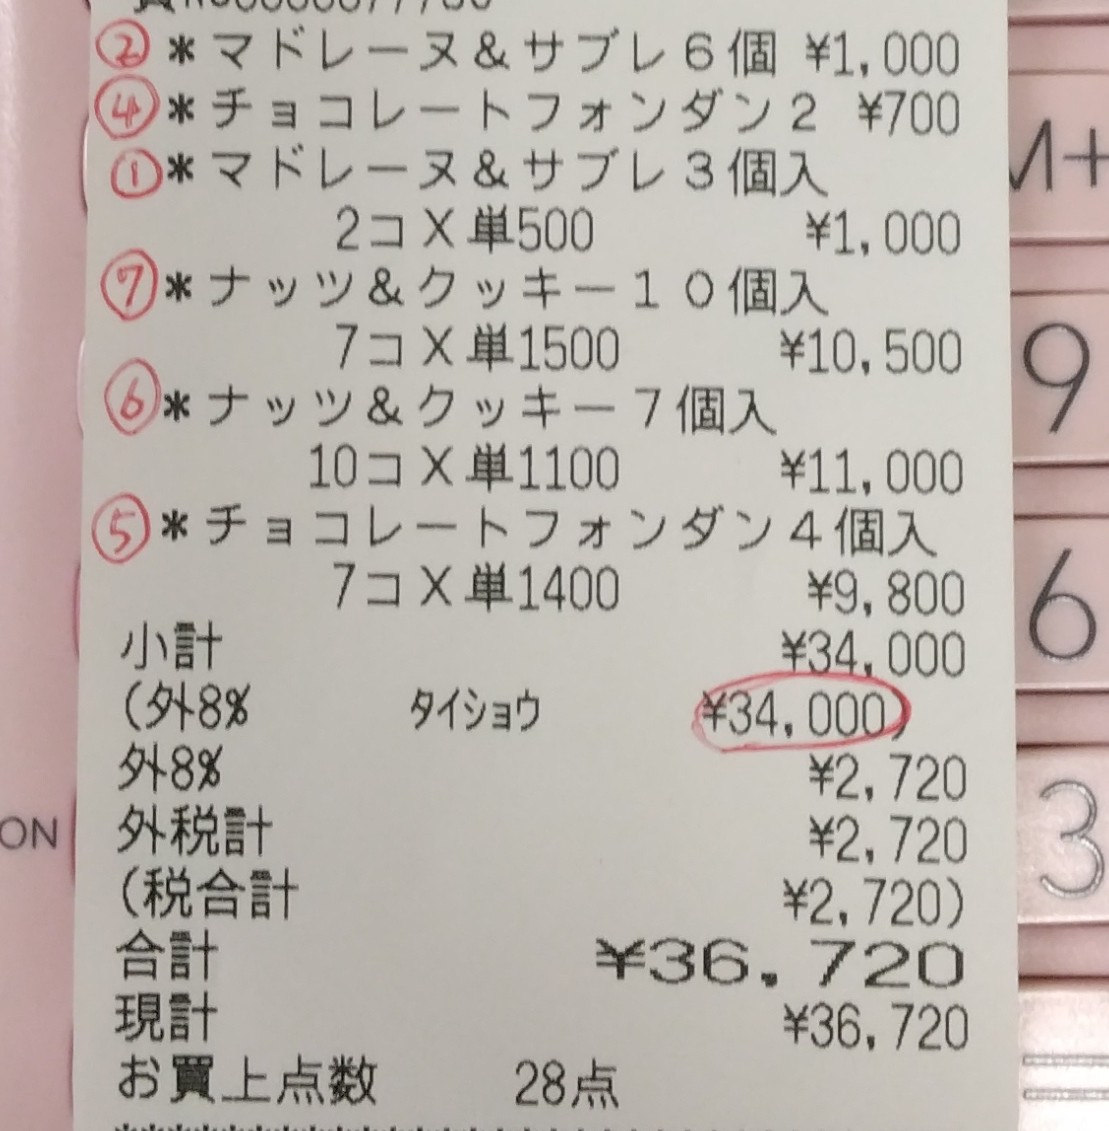 ② *マドレーヌ&サブレ6個 ¥1,000
④ *チョコレートフォンダン2 ¥700
① *マドレーヌ&サブレ3個入
2コX単500 ¥1,000
⑦ *ナッツ&クッキー10個入
7コX単1500 ¥10,500
⑥ *ナッツ&クッキー7個入
10コX単1100 ¥11,000
⑤ *チョコレートフォンダン4個入
7コX単1400 ¥9,800
小計 ¥34,000
(外8% タイショウ ¥34,000)
外8% ¥2,720
外税計 ¥2,720
(税合計 ¥2,720)
合計 ¥36,720
現計 ¥36,720
お買上点数 28点
M+
9
6
3
ON